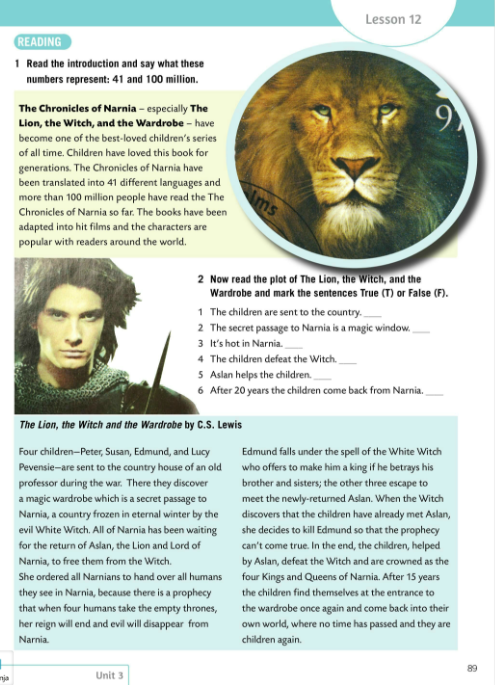 Lesson 12
READING
1 Read the introduction and say what these
numbers represent: 41 and 100 million.
The Chronicles of Narnia – especially The
Lion, the Witch, and the Wardrobe – have
become one of the best-loved children's series
of all time. Children have loved this book for
generations. The Chronicles of Narnia have
been translated into 41 different languages and
more than 100 million people have read the The
Chronicles of Narnia so far. The books have been
adapted into hit films and the characters are
popular with readers around the world.
2 Now read the plot of The Lion, the Witch, and the
Wardrobe and mark the sentences True (T) or False (F).
1 The children are sent to the country. ____
2 The secret passage to Narnia is a magic window. ____
3 It's hot in Narnia. ____
4 The children defeat the Witch. ____
5 Aslan helps the children. ____
6 After 20 years the children come back from Narnia. ____
The Lion, the Witch and the Wardrobe by C.S. Lewis
Four children—Peter, Susan, Edmund, and Lucy
Pevensie—are sent to the country house of an old
professor during the war. There they discover
a magic wardrobe which is a secret passage to
Narnia, a country frozen in eternal winter by the
evil White Witch. All of Narnia has been waiting
for the return of Aslan, the Lion and Lord of
Narnia, to free them from the Witch.
She ordered all Narnians to hand over all humans
they see in Narnia, because there is a prophecy
that when four humans take the empty thrones,
her reign will end and evil will disappear from
Narnia.
Edmund falls under the spell of the White Witch
who offers to make him a king if he betrays his
brother and sisters; the other three escape to
meet the newly-returned Aslan. When the Witch
discovers that the children have already met Aslan,
she decides to kill Edmund so that the prophecy
can't come true. In the end, the children, helped
by Aslan, defeat the Witch and are crowned as the
four Kings and Queens of Narnia. After 15 years
the children find themselves at the entrance to
the wardrobe once again and come back into their
own world, where no time has passed and they are
children again.
89
Unit 3